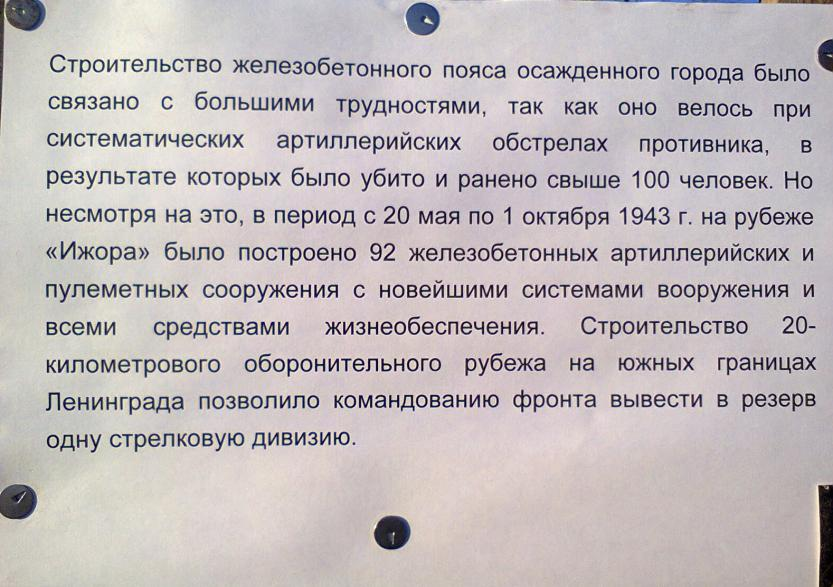 Строительство железобетонного пояса осажденного города было
связано с большими трудностями, так как оно велось при
систематических артиллерийских обстрелах противника, в
результате которых было убито и ранено свыше 100 человек. Но
несмотря на это, в период с 20 мая по 1 октября 1943 г. на рубеже
«Ижора» было построено 92 железобетонных артиллерийских и
пулеметных сооружения с новейшими системами вооружения и
всеми средствами жизнеобеспечения. Строительство 20-
километрового оборонительного рубежа на южных границах
Ленинграда позволило командованию фронта вывести в резерв
одну стрелковую дивизию.